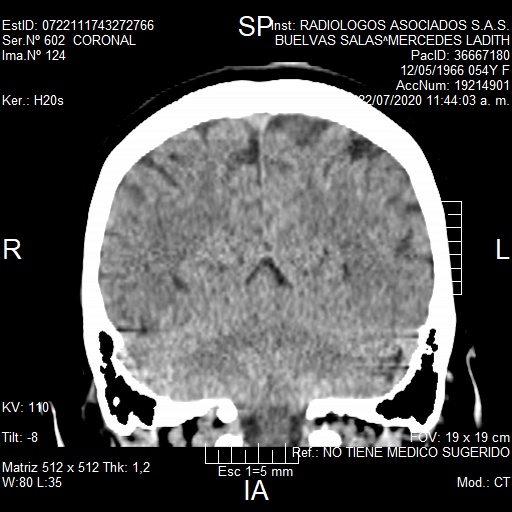 EstID: 0722111743272766
Ser.Nº 602 CORONAL
Ima.Nº 124
Ker.: H20s
SP
Inst: RADIOLOGOS ASOCIADOS S.A.S.
BUELVAS SALAS^MERCEDES LADITH
PacID: 36667180
12/05/1966 054Y F
AccNum: 19214901
22/07/2020 11:44:03 a. m.
R
L
KV: 110
Tilt: -8
Matriz 512 x 512 Thk: 1,2
W:80 L:35
Esc 1=5 mm
IA
FOV: 19 x 19 cm
Ref.: NO TIENE MEDICO SUGERIDO
Mod.: CT